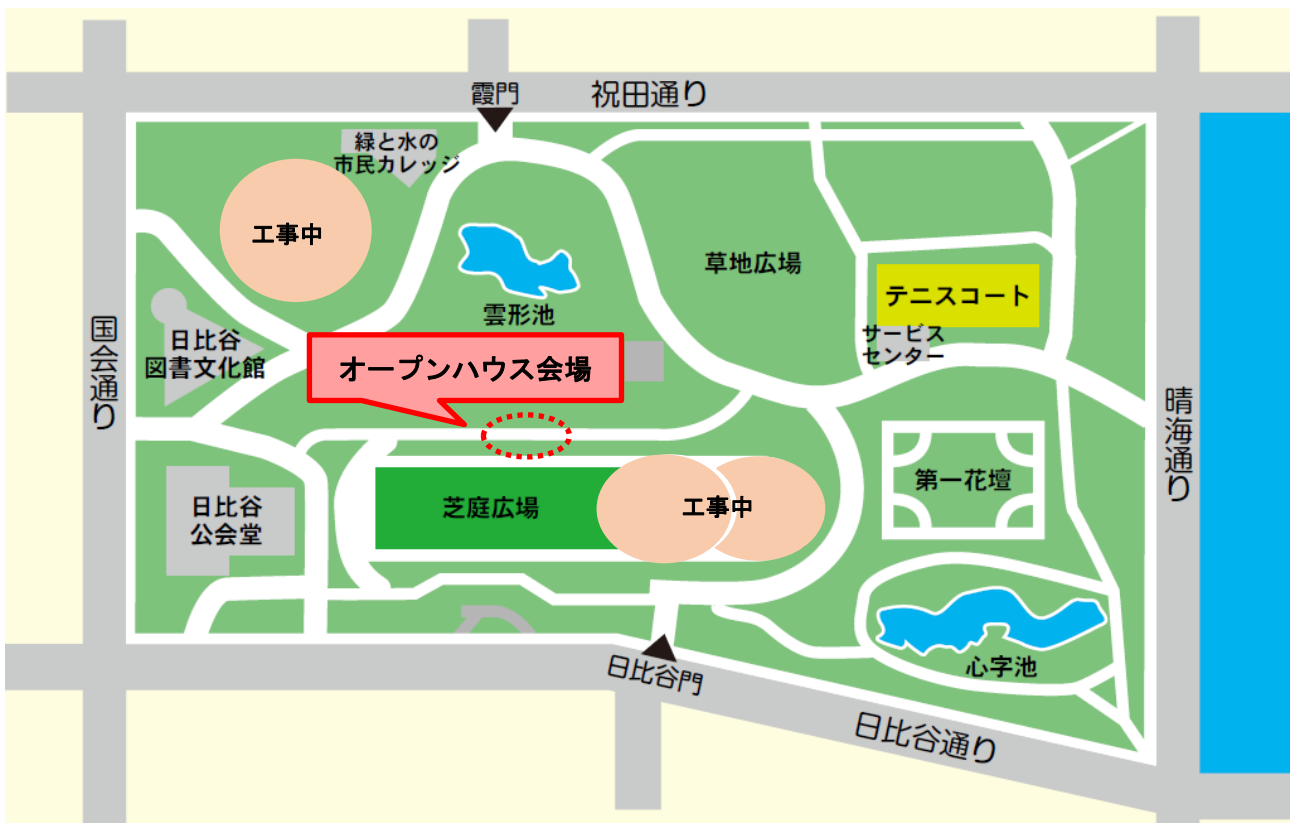 霞門
祝田通り
緑と水の
市民カレッジ
工事中
草地広場
テニスコート
雲形池
国会通り
日比谷
図書文化館
サービス
センター
オープンハウス会場
晴海通り
第一花壇
日比谷
公会堂
芝庭広場
工事中
心字池
日比谷門
日比谷通り